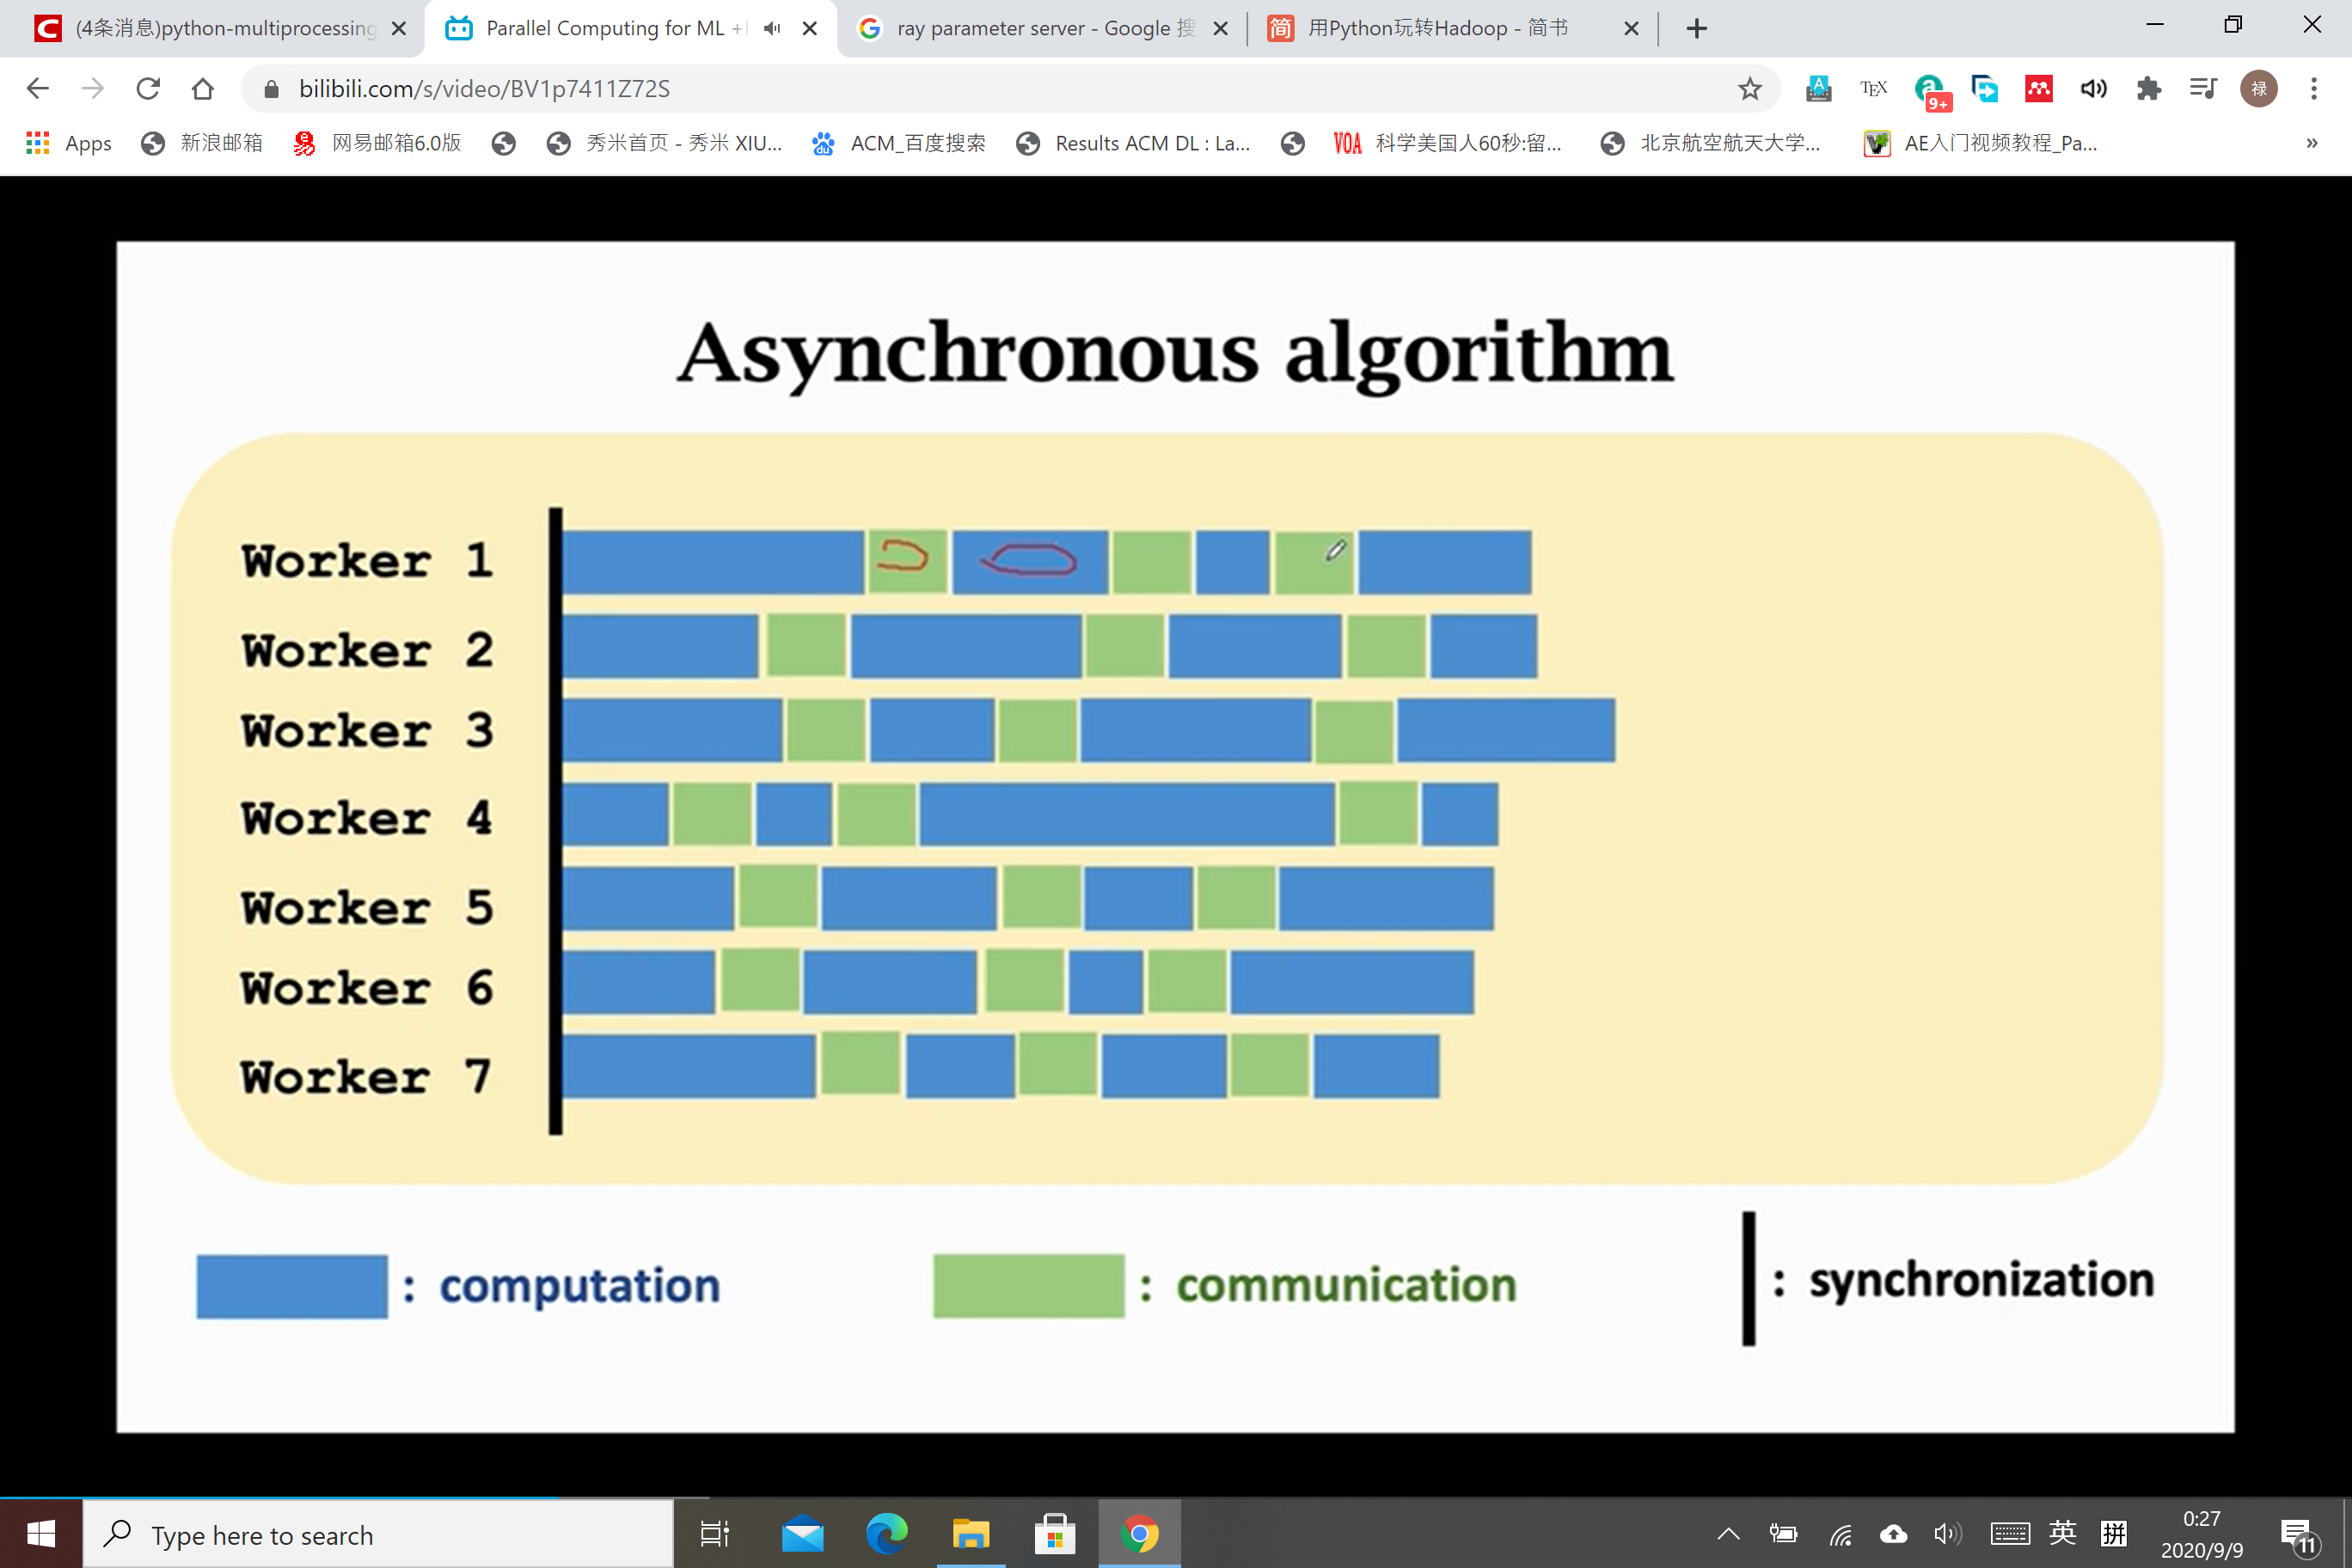 (4条消息)python-multiprocessing
Parallel Computing for ML +
ray parameter server - Google 搜
用Python玩转Hadoop - 简书
bilibili.com/s/video/BV1p7411Z72S
TEX
9+
禄
Apps
新浪邮箱
网易邮箱6.0版
秀米首页 - 秀米 XIU...
ACM_百度搜索
Results ACM DL : La...
VOA
科学美国人60秒:留...
北京航空航天大学...
AE入门视频教程_Pa...
»
Asynchronous algorithm
Worker 1
Worker 2
Worker 3
Worker 4
Worker 5
Worker 6
Worker 7
: computation
: communication
: synchronization
Type here to search
英
拼
0:27
2020/9/9
11